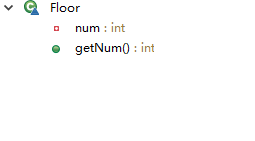 Floor
num : int
getNum() : int